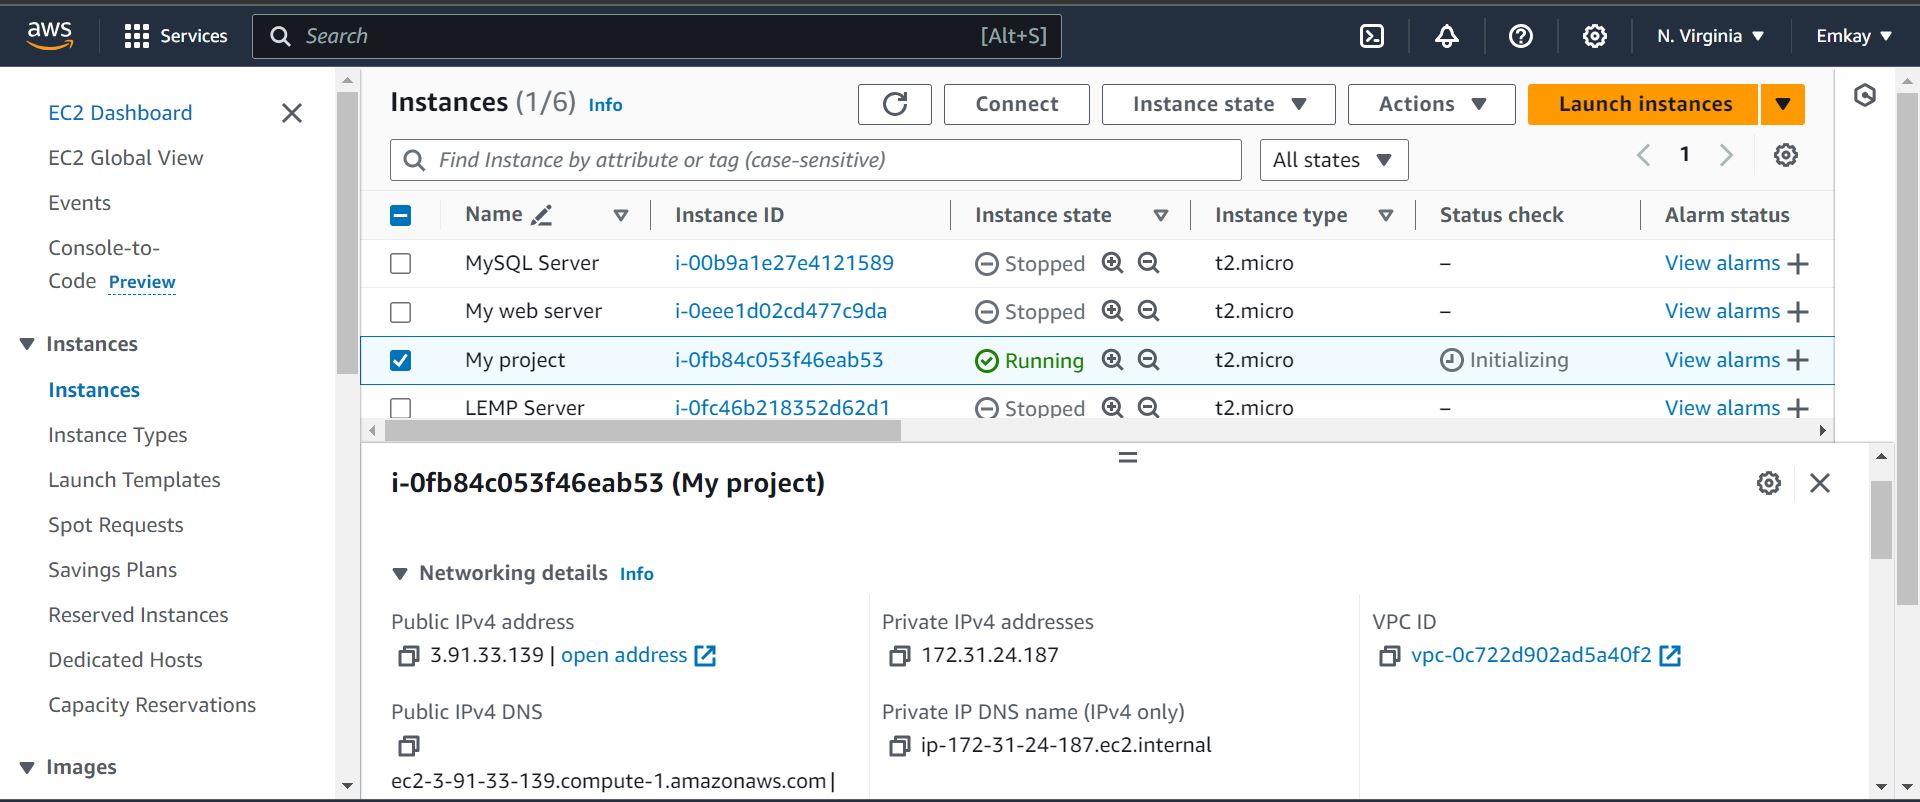 aws Services Search [Alt+S] N. Virginia Emkay
EC2 Dashboard
EC2 Global View
Events
Console-to-
Code Preview
Instances
Instances
Instance Types
Launch Templates
Spot Requests
Savings Plans
Reserved Instances
Dedicated Hosts
Capacity Reservations
Images
Instances (1/6) Info Connect Instance state Actions Launch instances
Find Instance by attribute or tag (case-sensitive) All states 1
Name Instance ID Instance state Instance type Status check Alarm status
MySQL Server i-00b9a1e27e4121589 Stopped t2.micro – View alarms +
My web server i-0eee1d02cd477c9da Stopped t2.micro – View alarms +
My project i-0fb84c053f46eab53 Running t2.micro Initializing View alarms +
LEMP Server i-0fc46b218352d62d1 Stopped t2.micro – View alarms +
i-0fb84c053f46eab53 (My project)
Networking details Info
Public IPv4 address Private IPv4 addresses VPC ID
3.91.33.139 | open address 172.31.24.187 vpc-0c722d902ad5a40f2
Public IPv4 DNS Private IP DNS name (IPv4 only)
ip-172-31-24-187.ec2.internal
ec2-3-91-33-139.compute-1.amazonaws.com |